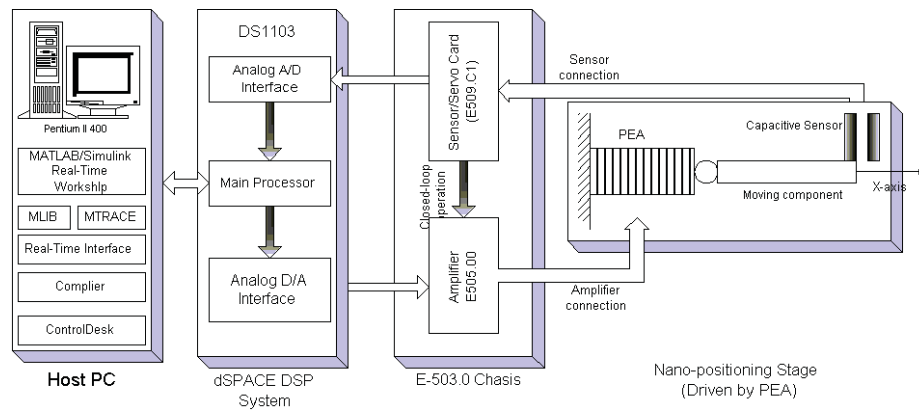 Pentium II 400
MATLAB/Simulink
Real-Time
Workshlp
MLIB
MTRACE
Real-Time Interface
Complier
ControlDesk
Host PC
DS1103
Analog A/D
Interface
Main Processor
Analog D/A
Interface
dSPACE DSP
System
Sensor/Servo Card
(E509.C1)
Closed-loop
operation
Amplifier
E505.00
E-503.0 Chasis
Sensor
connection
PEA
Capacitive Sensor
Moving component
X-axis
Amplifier
connection
Nano-positioning Stage
(Driven by PEA)